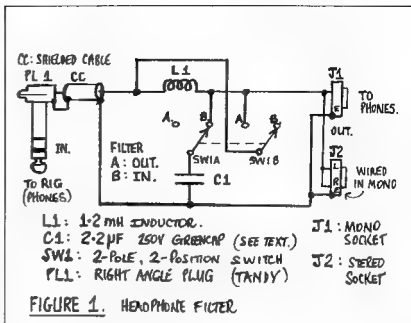 CC: SHIELDED CABLE
PL 1
CC
L1
J1
TO
PHONES.
A.
B
A
B
E
OUT.
IN.
FILTER
A: OUT.
B: IN.
SW1A
SW1B
J2
L
R
WIRED
IN MONO
TO RIG
(PHONES)
C1
L1: 1·2 mH INDUCTOR.
C1: 2·2µF 250V GREENCAP (SEE TEXT.)
SW1: 2-POLE, 2-POSITION SWITCH
PL1: RIGHT ANGLE PLUG (TANDY)
J1: MONO
SOCKET
J2: STEREO
SOCKET
FIGURE 1. HEADPHONE FILTER